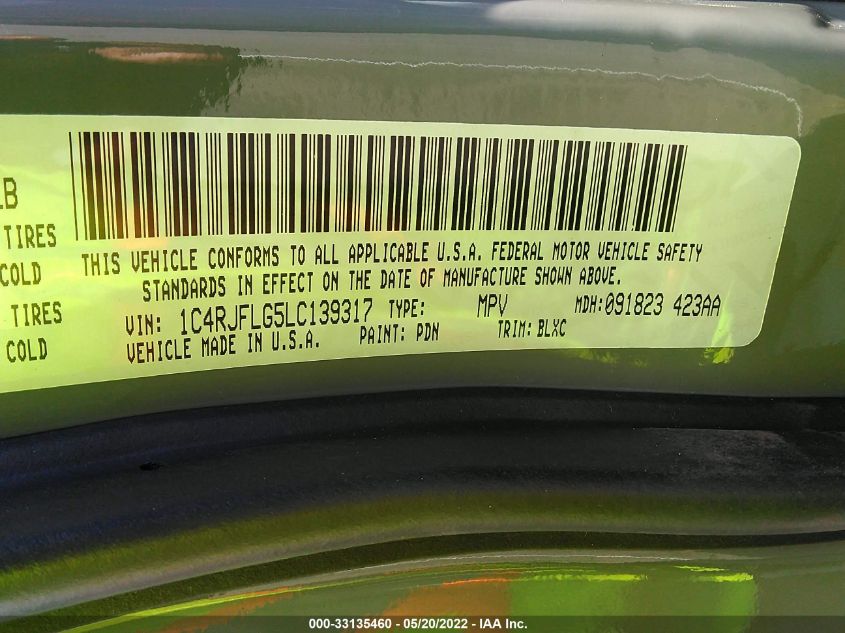 LB
TIRES
COLD
TIRES
COLD
THIS VEHICLE CONFORMS TO ALL APPLICABLE U.S.A. FEDERAL MOTOR VEHICLE SAFETY
STANDARDS IN EFFECT ON THE DATE OF MANUFACTURE SHOWN ABOVE.
VIN: 1C4RJFLG5LC139317 TYPE: MPV MDH:091823 423AA
VEHICLE MADE IN U.S.A. PAINT: PDN TRIM: BLXC
000-33135460 - 05/20/2022 - IAA Inc.